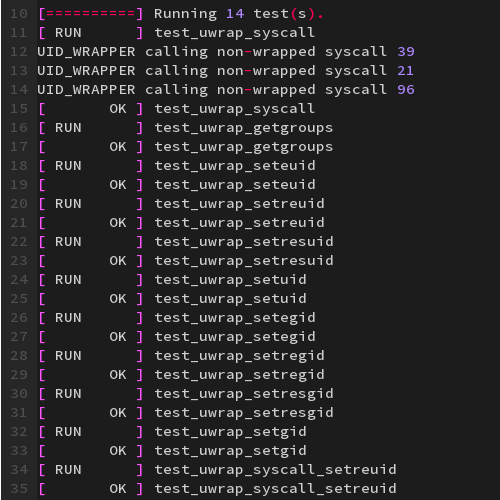 10 [==========] Running 14 test(s).
11 [ RUN      ] test_uwrap_syscall
12 UID_WRAPPER calling non-wrapped syscall 39
13 UID_WRAPPER calling non-wrapped syscall 21
14 UID_WRAPPER calling non-wrapped syscall 96
15 [       OK ] test_uwrap_syscall
16 [ RUN      ] test_uwrap_getgroups
17 [       OK ] test_uwrap_getgroups
18 [ RUN      ] test_uwrap_seteuid
19 [       OK ] test_uwrap_seteuid
20 [ RUN      ] test_uwrap_setreuid
21 [       OK ] test_uwrap_setreuid
22 [ RUN      ] test_uwrap_setresuid
23 [       OK ] test_uwrap_setresuid
24 [ RUN      ] test_uwrap_setuid
25 [       OK ] test_uwrap_setuid
26 [ RUN      ] test_uwrap_setegid
27 [       OK ] test_uwrap_setegid
28 [ RUN      ] test_uwrap_setregid
29 [       OK ] test_uwrap_setregid
30 [ RUN      ] test_uwrap_setresgid
31 [       OK ] test_uwrap_setresgid
32 [ RUN      ] test_uwrap_setgid
33 [       OK ] test_uwrap_setgid
34 [ RUN      ] test_uwrap_syscall_setreuid
35 [       OK ] test_uwrap_syscall_setreuid